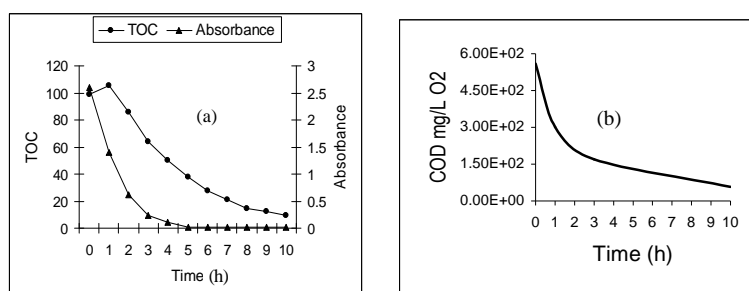 TOC Absorbance
120 3
100 2.5
80 2
60 1.5
40 1
20 0.5
0 0
TOC
Absorbance
(a)
0 1 2 3 4 5 6 7 8 9 10
Time (h)
6.00E+02
4.50E+02
3.00E+02
1.50E+02
0.00E+00
COD mg/L O2
(b)
0 1 2 3 4 5 6 7 8 9 10
Time (h)